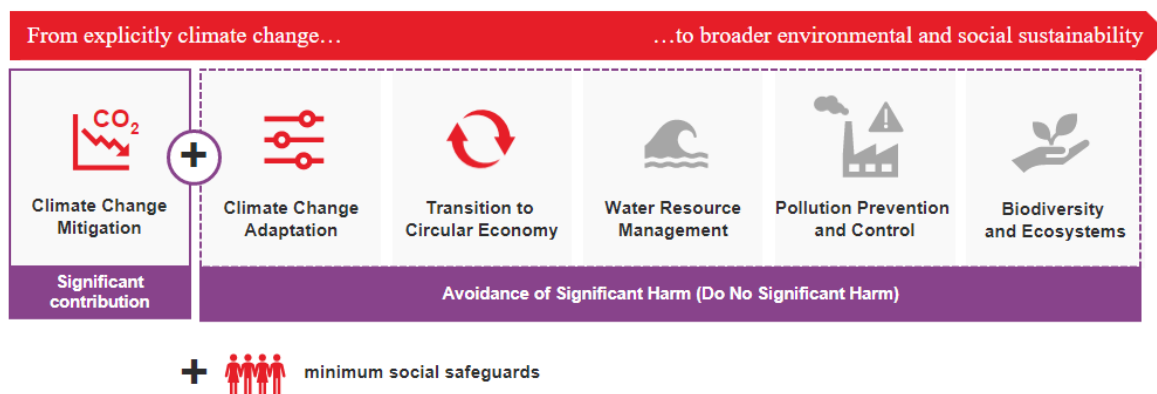 From explicitly climate change…
…to broader environmental and social sustainability
CO2
+
Climate Change
Mitigation
Climate Change
Adaptation
Transition to
Circular Economy
Water Resource
Management
Pollution Prevention
and Control
Biodiversity
and Ecosystems
Significant
contribution
Avoidance of Significant Harm (Do No Significant Harm)
+ minimum social safeguards